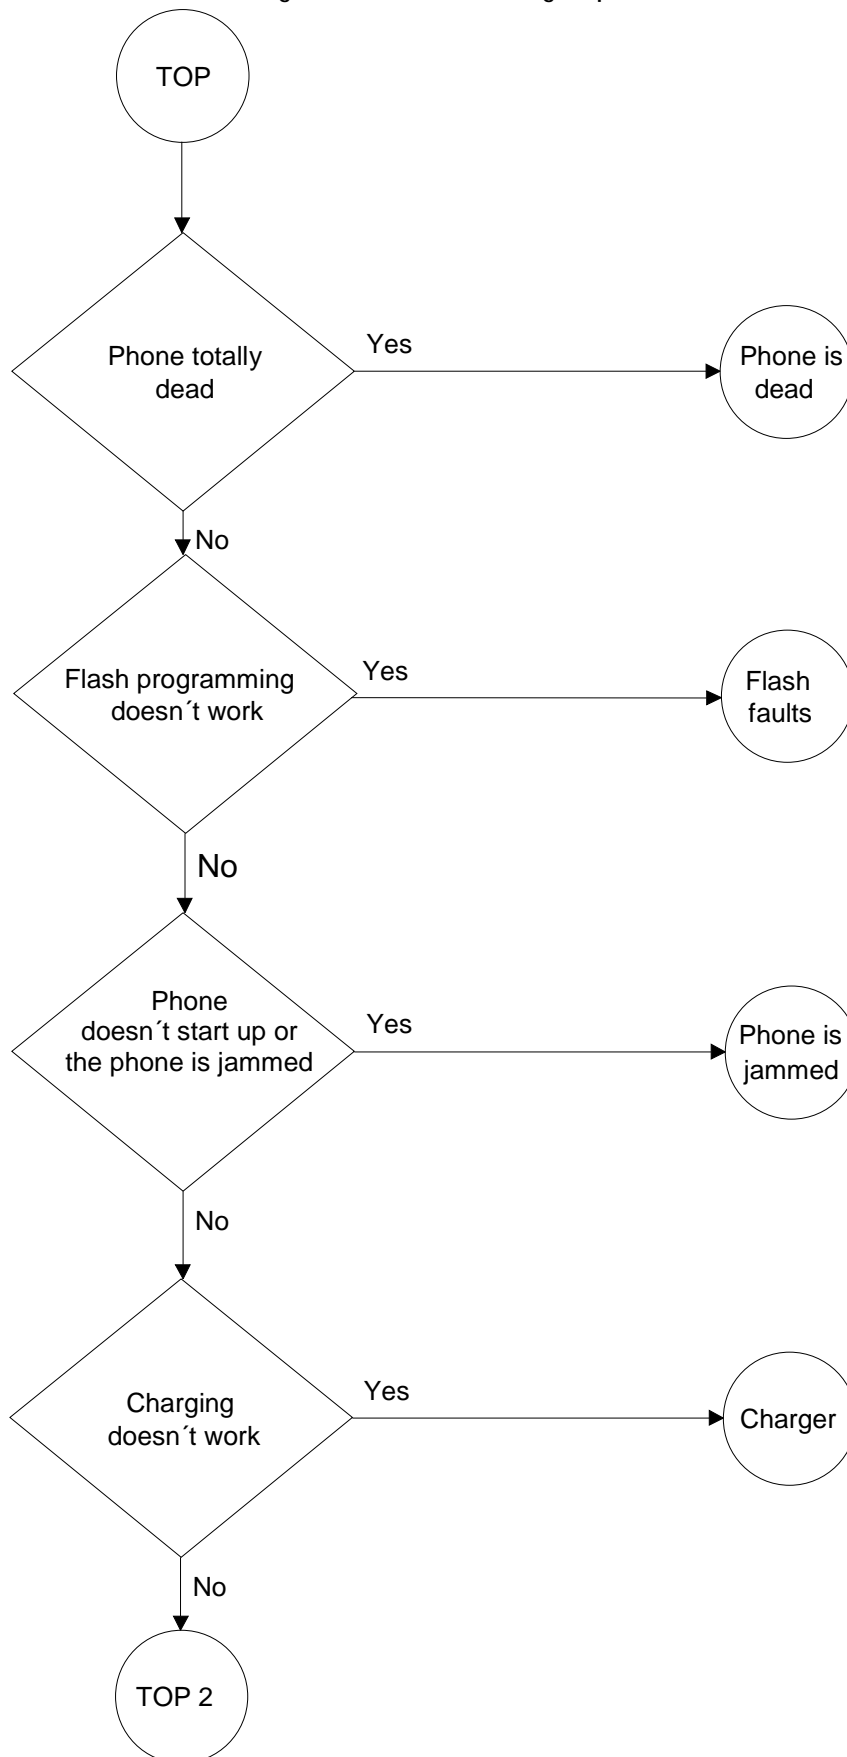 TOP
Phone totally
dead
Yes
Phone is
dead
No
Flash programming
doesn´t work
Yes
Flash
faults
No
Phone
doesn´t start up or
the phone is jammed
Yes
Phone is
jammed
No
Charging
doesn´t work
Yes
Charger
No
TOP 2